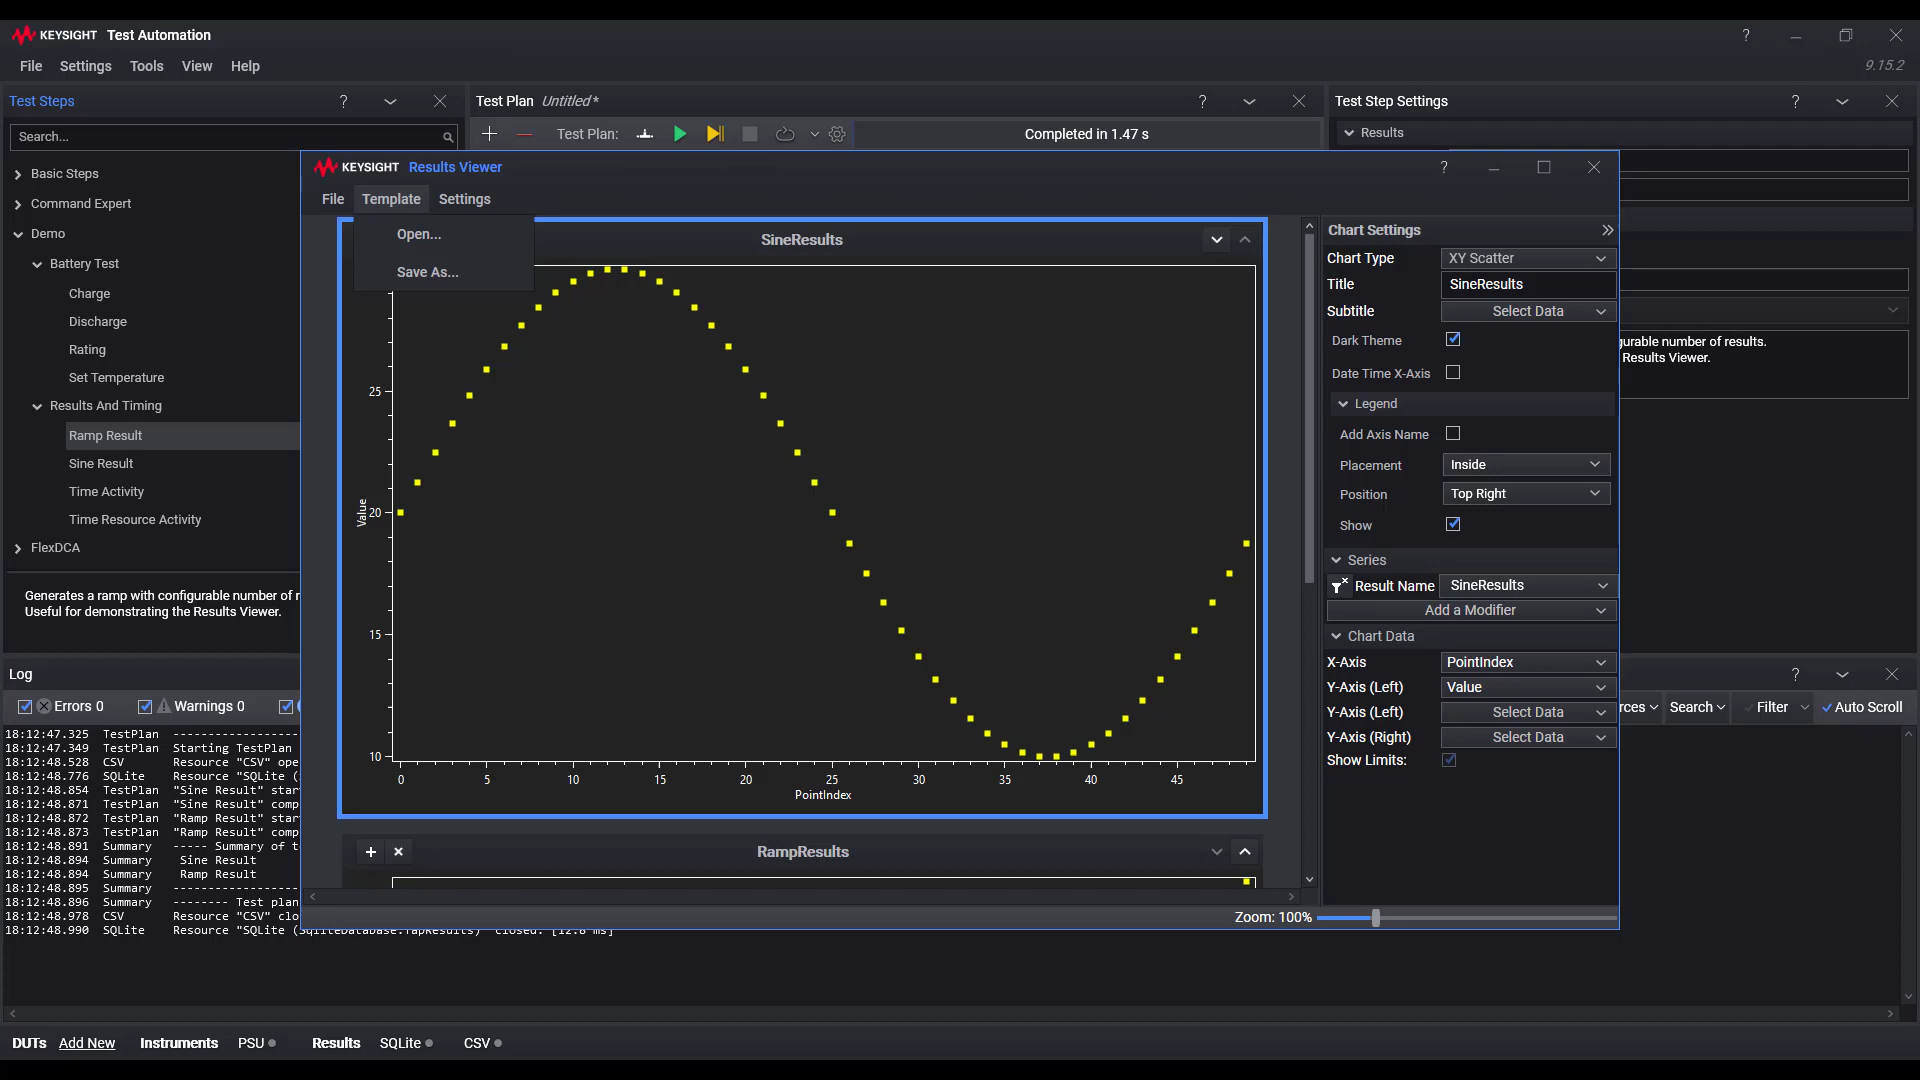 KEYSIGHT Test Automation
File Settings Tools View Help
9.15.2
Test Steps
Search...
Basic Steps
Command Expert
Demo
Battery Test
Charge
Discharge
Rating
Set Temperature
Results And Timing
Ramp Result
Sine Result
Time Activity
Time Resource Activity
FlexDCA
Generates a ramp with configurable number of r
Useful for demonstrating the Results Viewer.
Test Plan Untitled*
Test Plan:
Completed in 1.47 s
Test Step Settings
Results
gurable number of results.
Results Viewer.
KEYSIGHT Results Viewer
File Template Settings
Open...
Save As...
SineResults
25
20
15
10
Value
0 5 10 15 20 25 30 35 40 45
PointIndex
RampResults
Zoom: 100%
Chart Settings
Chart Type XY Scatter
Title SineResults
Subtitle Select Data
Dark Theme
Date Time X-Axis
Legend
Add Axis Name
Placement Inside
Position Top Right
Show
Series
Result Name SineResults
Add a Modifier
Chart Data
X-Axis PointIndex
Y-Axis (Left) Value
Y-Axis (Left) Select Data
Y-Axis (Right) Select Data
Show Limits:
Log
Errors 0 Warnings 0
rces Search Filter Auto Scroll
18:12:47.325 TestPlan -----------------
18:12:47.349 TestPlan Starting TestPlan
18:12:48.528 CSV Resource "CSV" ope
18:12:48.776 SQLite Resource "SQLite (
18:12:48.854 TestPlan "Sine Result" star
18:12:48.871 TestPlan "Sine Result" comp
18:12:48.872 TestPlan "Ramp Result" star
18:12:48.873 TestPlan "Ramp Result" comp
18:12:48.891 Summary ----- Summary of t
18:12:48.894 Summary Sine Result
18:12:48.894 Summary Ramp Result
18:12:48.895 Summary -----------------
18:12:48.896 Summary -------- Test plan
18:12:48.978 CSV Resource "CSV" clo
18:12:48.990 SQLite Resource "SQLite (SqliteDatabase.TapResults)" closed. [12.8 ms]
DUTs Add New Instruments PSU Results SQLite CSV